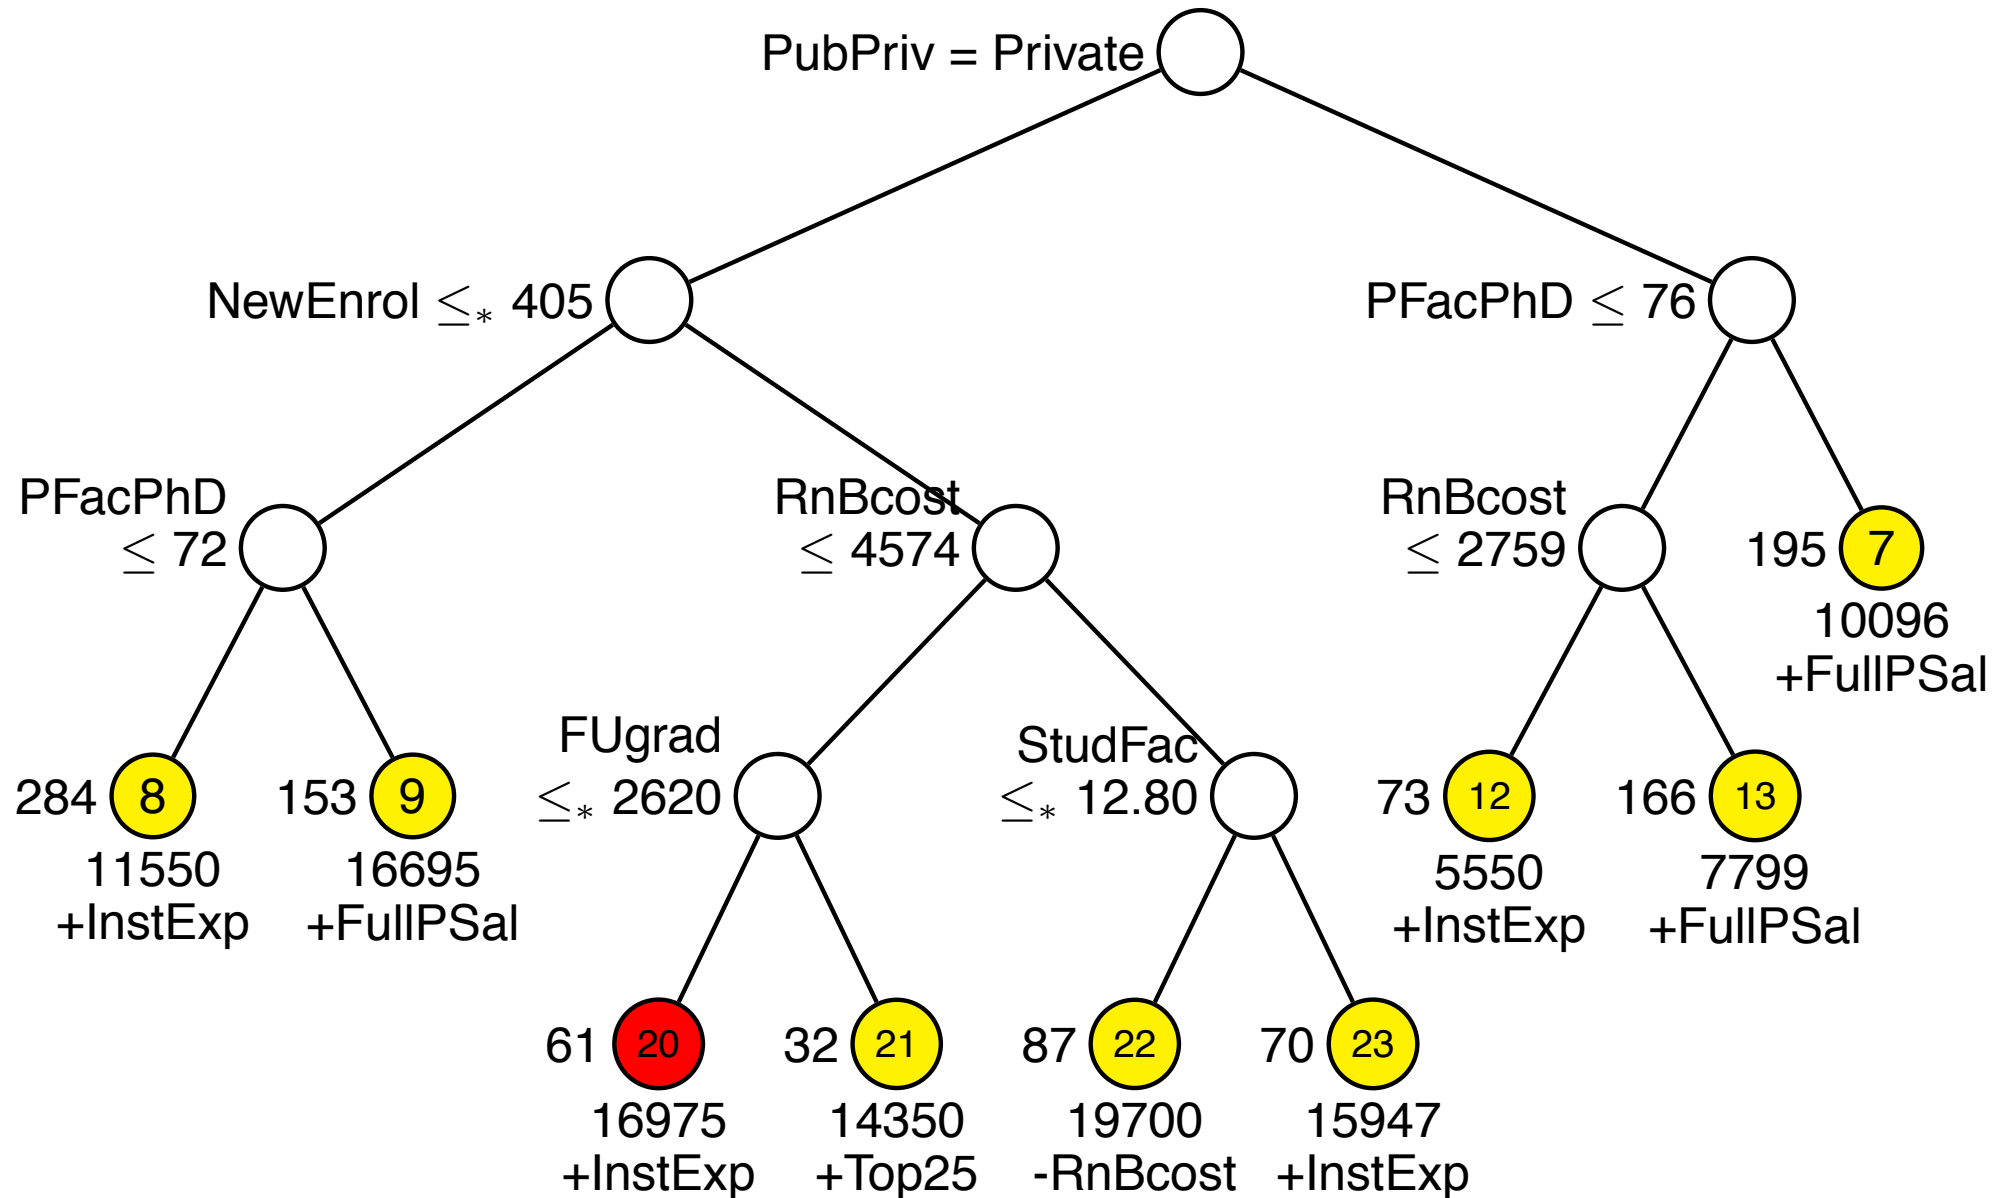 PubPriv = Private
NewEnrol ≤* 405
PFacPhD ≤ 76
PFacPhD
≤ 72
RnBcost
≤ 4574
RnBcost
≤ 2759
195 7
10096
+FullPSal
FUgrad
≤* 2620
StudFac
≤* 12.80
284 8
11550
+InstExp
153 9
16695
+FullPSal
73 12
5550
+InstExp
166 13
7799
+FullPSal
61 20
16975
+InstExp
32 21
14350
+Top25
87 22
19700
-RnBcost
70 23
15947
+InstExp